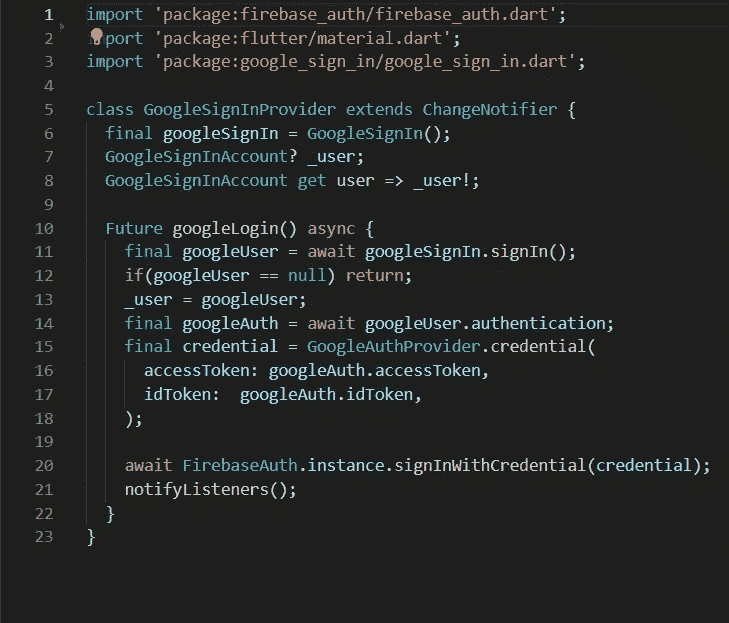 1 import 'package:firebase_auth/firebase_auth.dart';
2 port 'package:flutter/material.dart';
3 import 'package:google_sign_in/google_sign_in.dart';
4
5 class GoogleSignInProvider extends ChangeNotifier {
6 final googleSignIn = GoogleSignIn();
7 GoogleSignInAccount? _user;
8 GoogleSignInAccount get user => _user!;
9
10 Future googleLogin() async {
11 final googleUser = await googleSignIn.signIn();
12 if(googleUser == null) return;
13 _user = googleUser;
14 final googleAuth = await googleUser.authentication;
15 final credential = GoogleAuthProvider.credential(
16 accessToken: googleAuth.accessToken,
17 idToken:  googleAuth.idToken,
18 );
19
20 await FirebaseAuth.instance.signInWithCredential(credential);
21 notifyListeners();
22 }
23 }